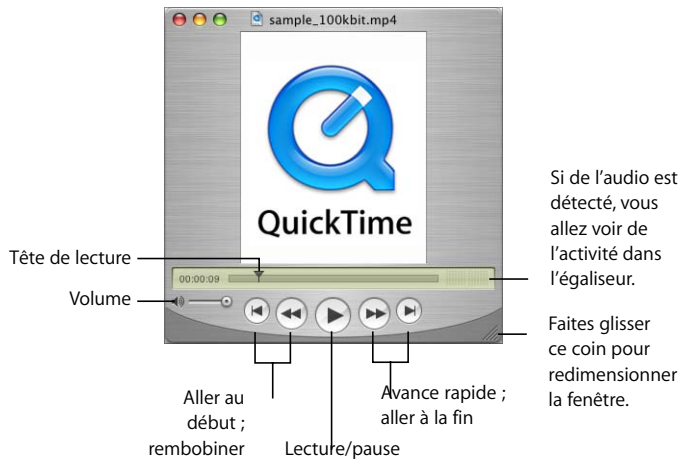 sample_100kbit.mp4
QuickTime
Tête de lecture
00:00:09
Volume
Si de l'audio est
détecté, vous
allez voir de
l'activité dans
l'égaliseur.
Faites glisser
ce coin pour
redimensionner
la fenêtre.
Aller au
début ;
rembobiner
Lecture/pause
Avance rapide ;
aller à la fin